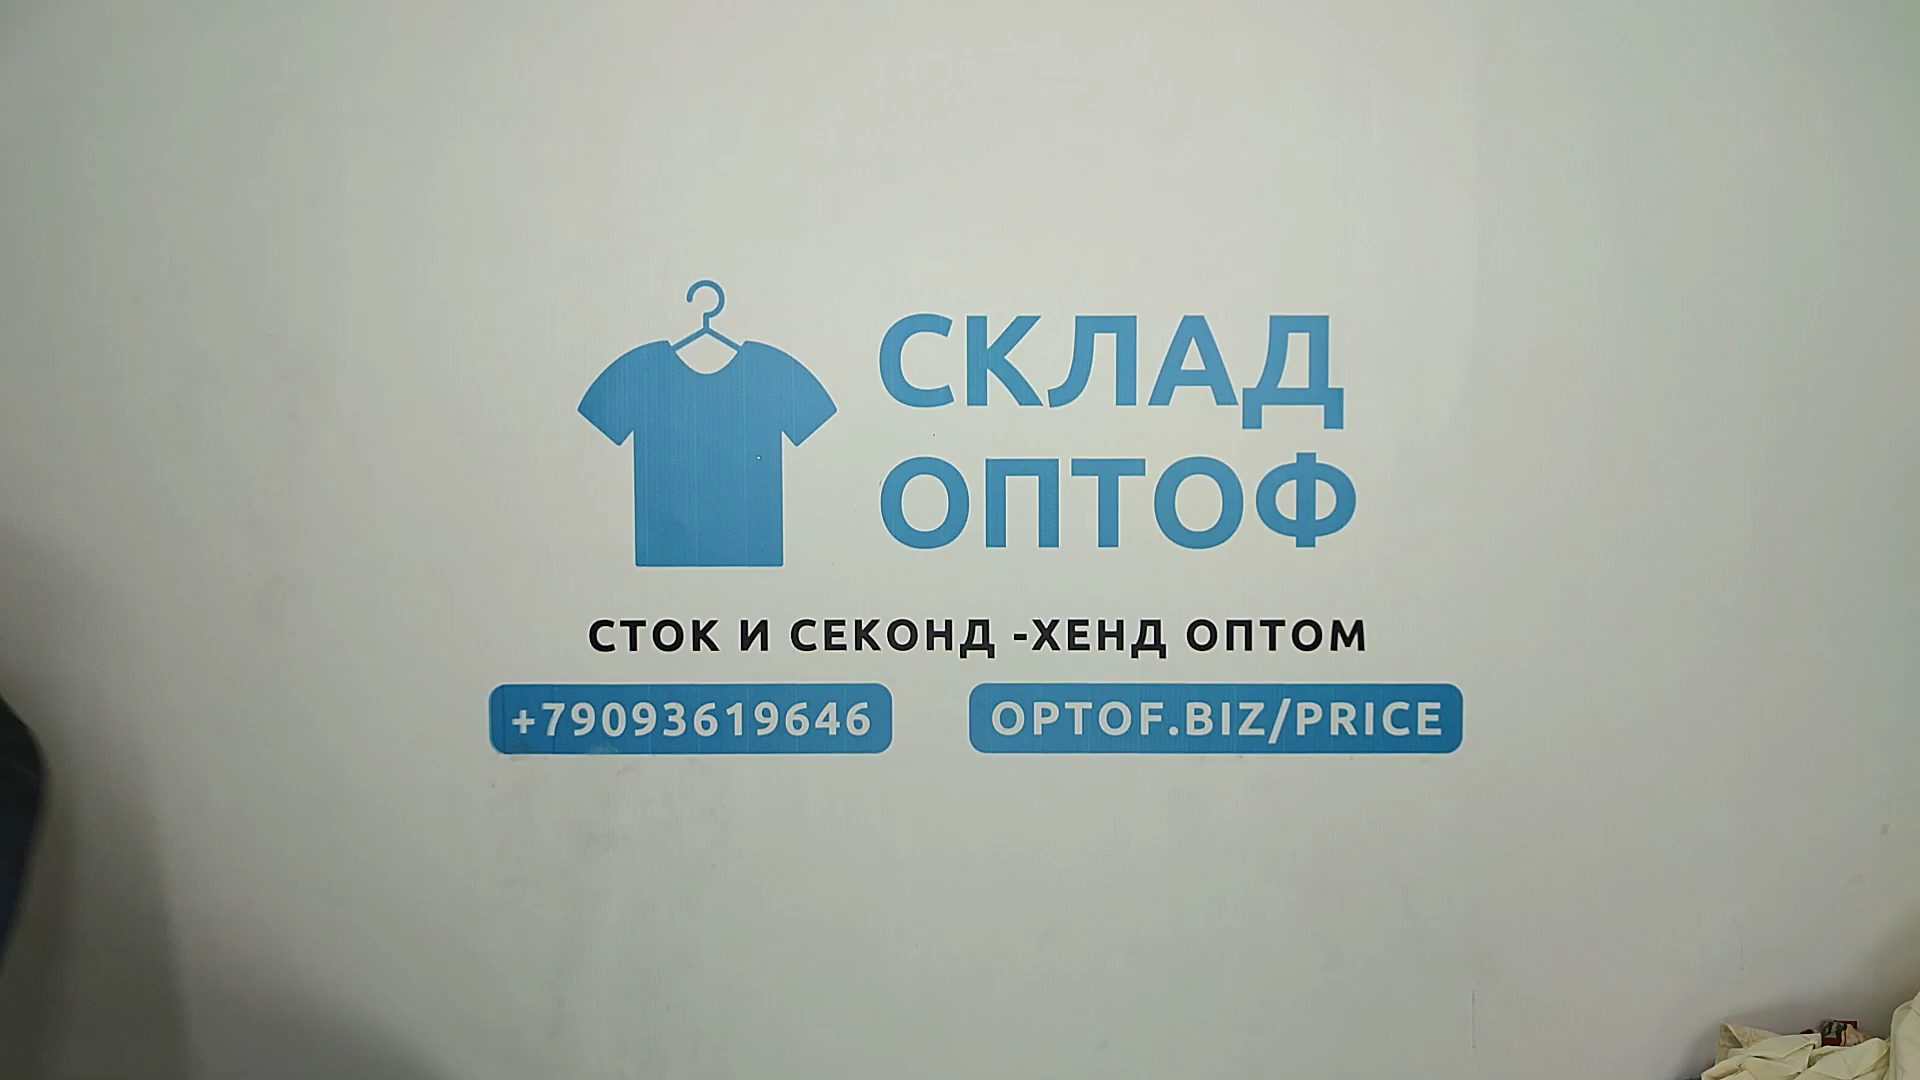 СКЛАД
ОПТОФ
СТОК И СЕКОНД -ХЕНД ОПТОМ
+79093619646
OPTOF.BIZ/PRICE